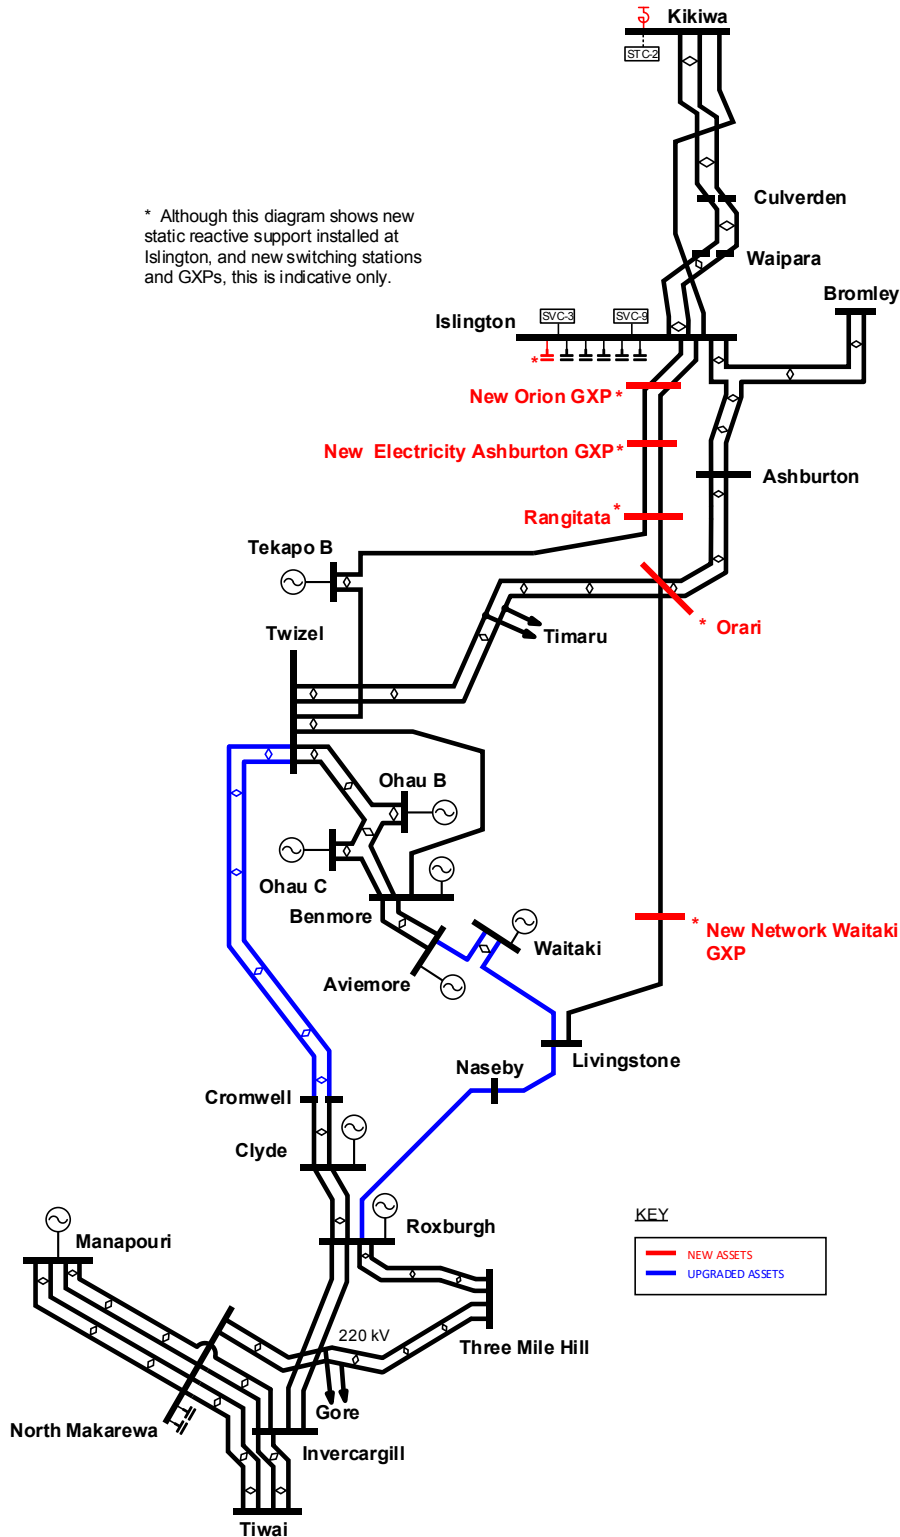 Kikiwa
STC-2
Culverden
* Although this diagram shows new
static reactive support installed at
Islington, and new switching stations
and GXPs, this is indicative only.
Waipara
Bromley
Islington
SVC-3
SVC-9
*
New Orion GXP *
New Electricity Ashburton GXP *
Ashburton
Rangitata *
Tekapo B
* Orari
Timaru
Twizel
Ohau B
Ohau C
Benmore
* New Network Waitaki
GXP
Waitaki
Aviemore
Livingstone
Naseby
Cromwell
Clyde
Roxburgh
KEY
Manapouri
NEW ASSETS
UPGRADED ASSETS
220 kV
Three Mile Hill
Gore
North Makarewa
Invercargill
Tiwai